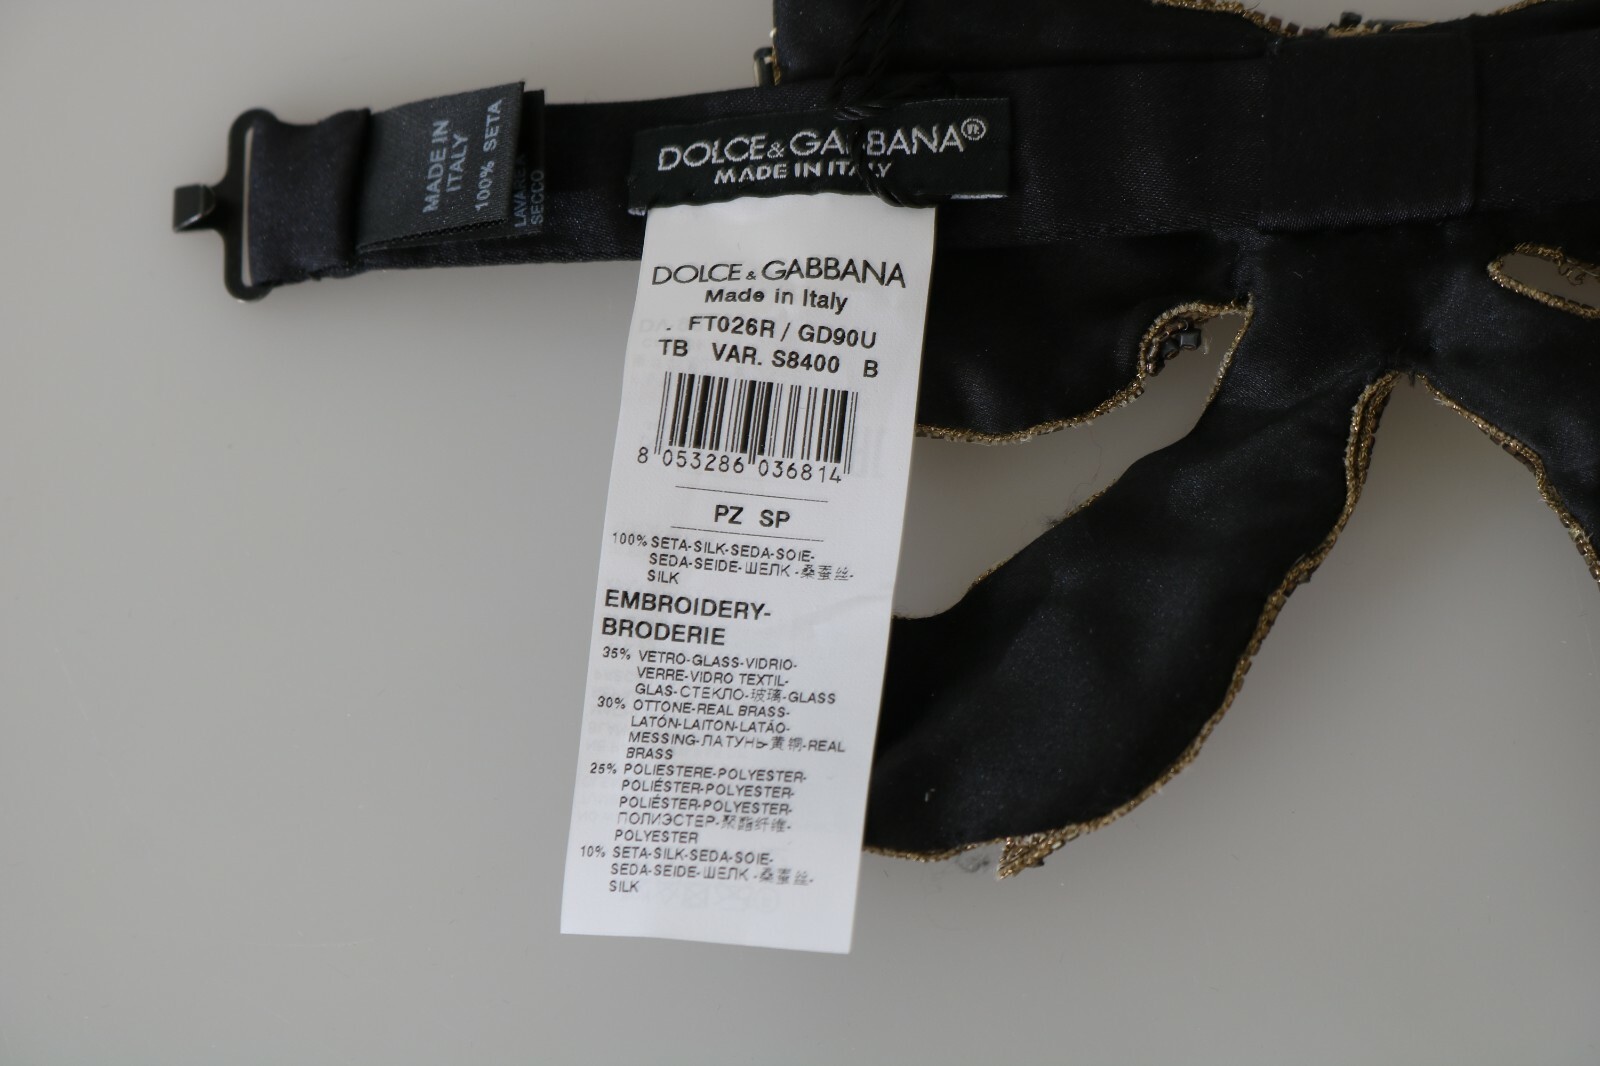 MADE IN
ITALY
100% SETA
SECCO
DOLCE&GABBANA®
MADE IN ITALY
DOLCE & GABBANA
Made in Italy
. FT026R / GD90U
TB VAR. S8400 B
8 053286 036814
PZ SP
100% SETA-SILK-SEDA-SOIE-
SEDA-SEIDE-ШЕЛК-桑蚕丝-
SILK
EMBROIDERY-
BRODERIE
35% VETRO-GLASS-VIDRIO-
VERRE-VIDRO TEXTIL-
GLAS-СТЕКЛО-玻璃-GLASS
30% OTTONE-REAL BRASS-
LATÓN-LAITON-LATÃO-
MESSING-ЛАТУНЬ-黄铜-REAL
BRASS
25% POLIESTERE-POLYESTER-
POLIÉSTER-POLYESTER-
POLIÉSTER-POLYESTER-
ПОЛИЭСТЕР-聚酯纤维-
POLYESTER
10% SETA-SILK-SEDA-SOIE-
SEDA-SEIDE-ШЕЛК-桑蚕丝-
SILK